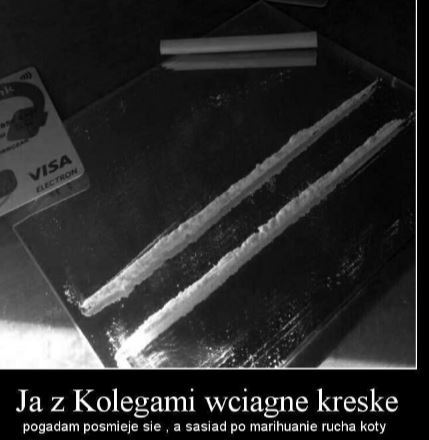 VISA
ELECTRON
Ja z Kolegami wciagne kreske
pogadam posmieje sie , a sasiad po marihuanie rucha koty